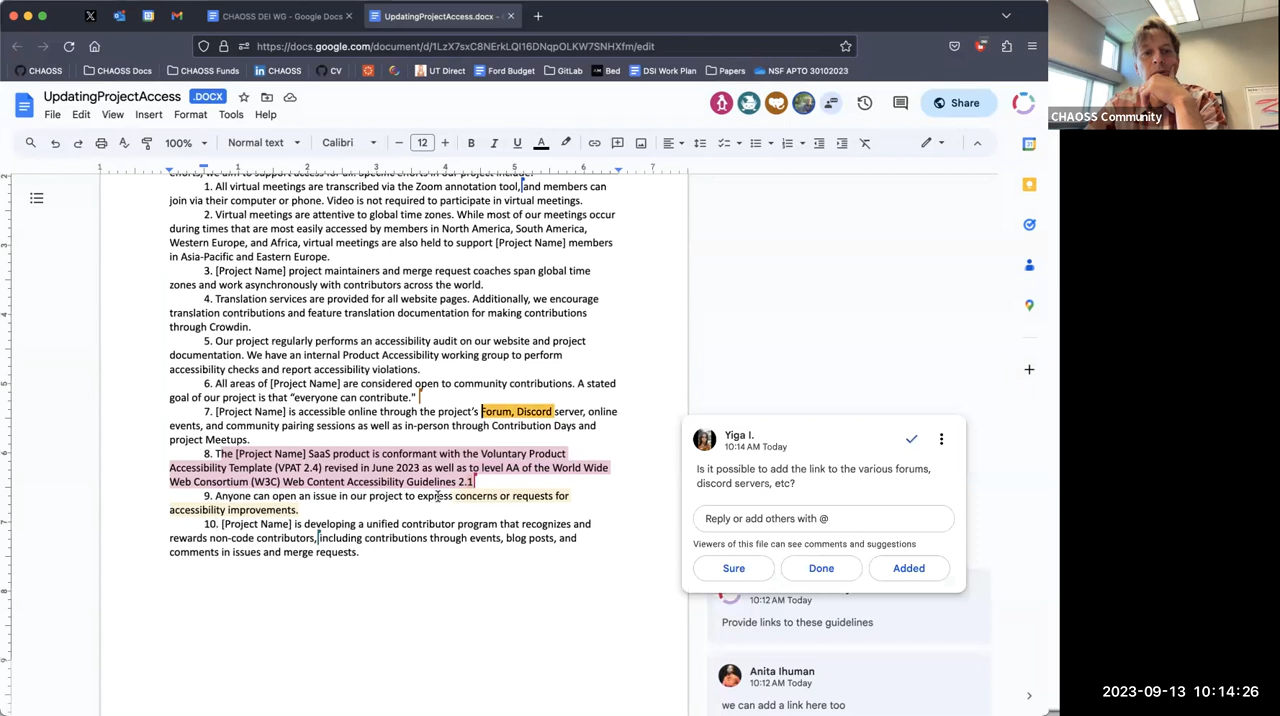 CHAOSS DEI WG - Google Docs
UpdatingProjectAccess.docx -
https://docs.google.com/document/d/1LzX7sxC8NErkLQI16DNqpOLKW7SNHXfm/edit
CHAOSS
CHAOSS Docs
CHAOSS Funds
CHAOSS
CV
UT Direct
Ford Budget
GitLab
Bed
DSI Work Plan
Papers
NSF APTO 30102023
CHAOSS Community
UpdatingProjectAccess
.DOCX
Share
File Edit View Insert Format Tools Help
100% Normal text Calibri 12
1 1 2 3 4 5 6 7
1. All virtual meetings are transcribed via the Zoom annotation tool, and members can
join via their computer or phone. Video is not required to participate in virtual meetings.
2. Virtual meetings are attentive to global time zones. While most of our meetings occur
during times that are most easily accessed by members in North America, South America,
Western Europe, and Africa, virtual meetings are also held to support [Project Name] members
in Asia-Pacific and Eastern Europe.
3. [Project Name] project maintainers and merge request coaches span global time
zones and work asynchronously with contributors across the world.
4. Translation services are provided for all website pages. Additionally, we encourage
translation contributions and feature translation documentation for making contributions
through Crowdin.
5. Our project regularly performs an accessibility audit on our website and project
documentation. We have an internal Product Accessibility working group to perform
accessibility checks and report accessibility violations.
6. All areas of [Project Name] are considered open to community contributions. A stated
goal of our project is that “everyone can contribute."
7. [Project Name] is accessible online through the project’s Forum, Discord server, online
events, and community pairing sessions as well as in-person through Contribution Days and
project Meetups.
8. The [Project Name] SaaS product is conformant with the Voluntary Product
Accessibility Template (VPAT 2.4) revised in June 2023 as well as to level AA of the World Wide
Web Consortium (W3C) Web Content Accessibility Guidelines 2.1
9. Anyone can open an issue in our project to express concerns or requests for
accessibility improvements.
10. [Project Name] is developing a unified contributor program that recognizes and
rewards non-code contributors, including contributions through events, blog posts, and
comments in issues and merge requests.
Yiga I.
10:14 AM Today
Is it possible to add the link to the various forums,
discord servers, etc?
Reply or add others with @
Viewers of this file can see comments and suggestions
Sure
Done
Added
10:12 AM Today
Provide links to these guidelines
Anita Ihuman
10:12 AM Today
we can add a link here too
2023-09-13 10:14:26